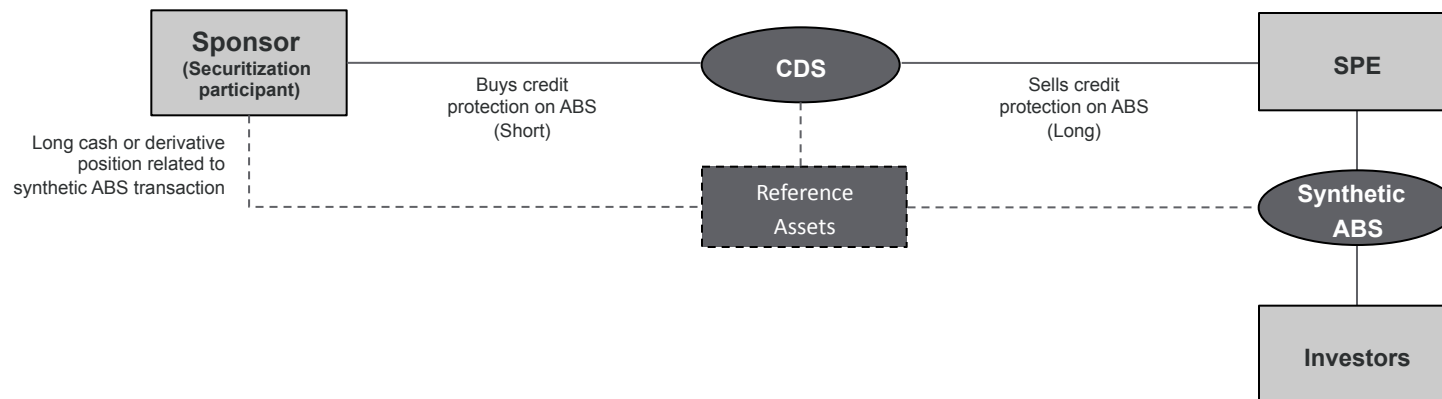 Sponsor
(Securitization
participant)
Buys credit
protection on ABS
(Short)
CDS
Sells credit
protection on ABS
(Long)
SPE
Long cash or derivative
position related to
synthetic ABS transaction
Reference
Assets
Synthetic
ABS
Investors